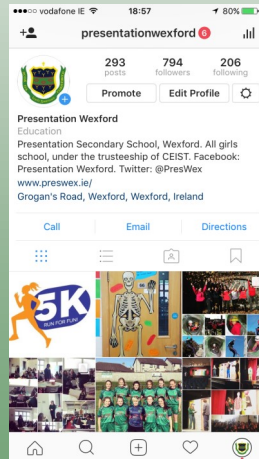 vodafone IE 18:57 80%
presentationwexford 6
293 794 206
posts followers following
Promote Edit Profile
Presentation Wexford
Education
Presentation Secondary School, Wexford. All girls
school, under the trusteeship of CEIST. Facebook:
Presentation Wexford. Twitter: @PresWex
www.preswex.ie/
Grogan's Road, Wexford, Wexford, Ireland
Call Email Directions
5K
RUN FOR FUN!